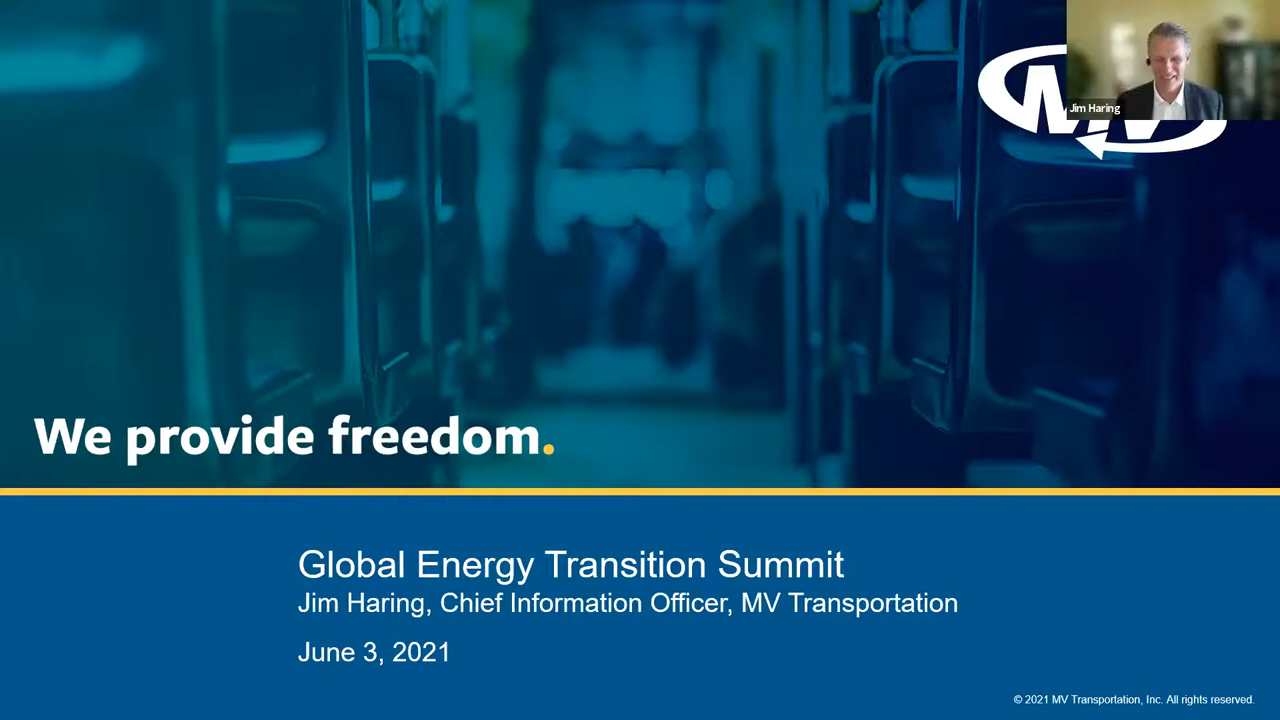 MV
Jim Haring
We provide freedom.
Global Energy Transition Summit
Jim Haring, Chief Information Officer, MV Transportation
June 3, 2021
© 2021 MV Transportation, Inc. All rights reserved.